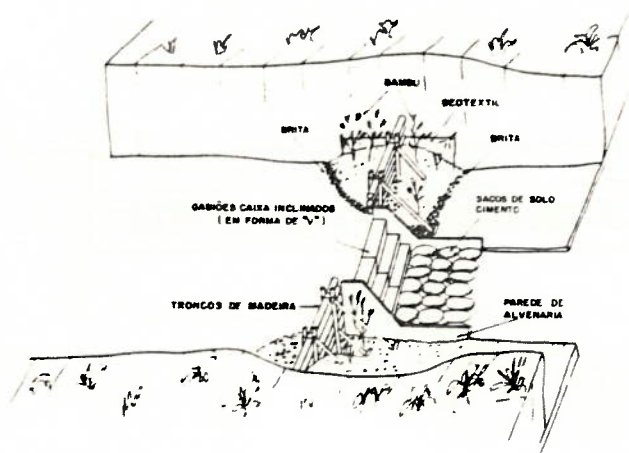 BAMBU
GEOTEXTIL
BRITA
BRITA
GABIÕES CAIXA INCLINADOS
(EM FORMA DE "V")
SACOS DE SOLO
CIMENTO
TRONCOS DE MADEIRA
PAREDE DE
ALVENARIA